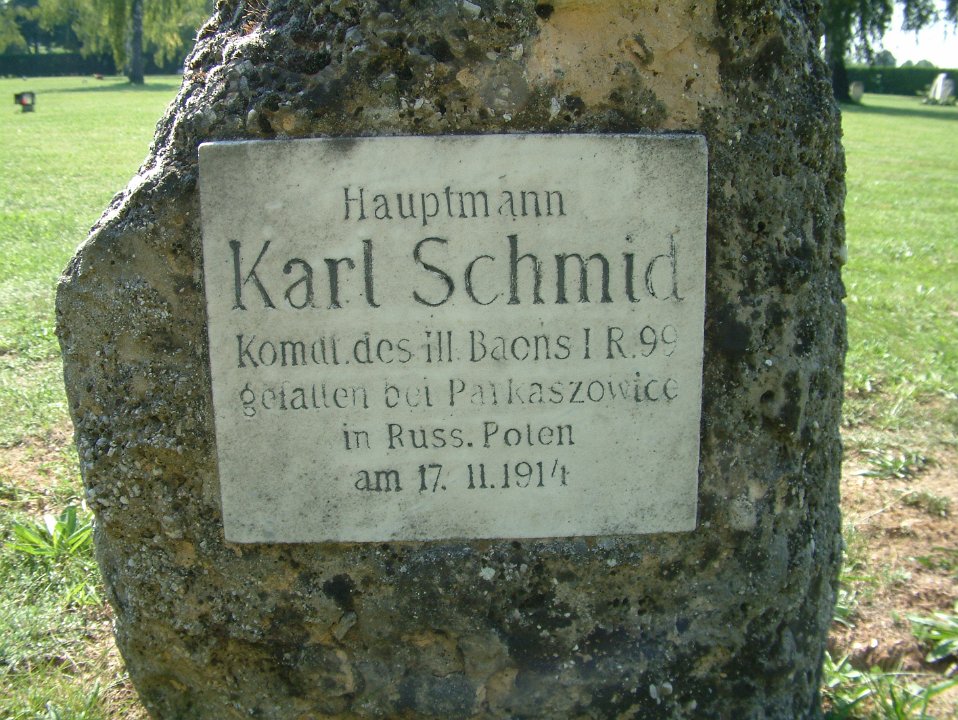 Hauptmann
Karl Schmid
Komdt. des III. Baons I R. 99
gefallen bei Parkaszowice
in Russ. Polen
am 17. 11. 1914